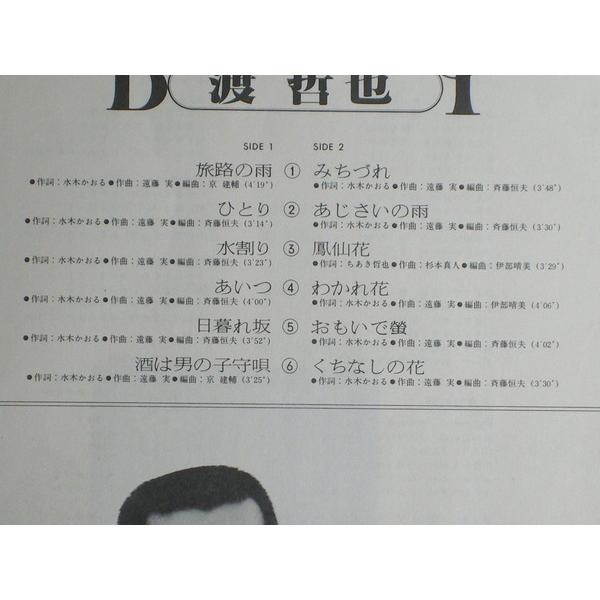 D 渡 哲也 I
SIDE 1 SIDE 2
旅路の雨 ① みちづれ
●作詞：水木かおる●作曲：遠藤 実●編曲：京 建輔 (4'19") ●作詞：水木かおる●作曲：遠藤 実●編曲：斉藤恒夫 (3'48")
ひとり ② あじさいの雨
●作詞：水木かおる●作曲：遠藤 実●編曲：斉藤恒夫 (3'14") ●作詞：水木かおる●作曲：遠藤 実●編曲：斉藤恒夫 (3'30")
水割り ③ 鳳仙花
●作詞：水木かおる●作曲：遠藤 実●編曲：斉藤恒夫 (3'23") ●作詞：ちあき哲也●作曲：杉本真人●編曲：伊部晴美 (3'29")
あいつ ④ わかれ花
●作詞：水木かおる●作曲：遠藤 実●編曲：斉藤恒夫 (4'00") ●作詞：水木かおる●作曲：遠藤 実●編曲：伊部晴美 (4'06")
日暮れ坂 ⑤ おもいで螢
●作詞：水木かおる●作曲：遠藤 実●編曲：斉藤恒夫 (3'52") ●作詞：水木かおる●作曲：遠藤 実●編曲：斉藤恒夫 (4'02")
酒は男の子守唄 ⑥ くちなしの花
●作詞：水木かおる●作曲：遠藤 実●編曲：京 建輔 (3'25") ●作詞：水木かおる●作曲：遠藤 実●編曲：斉藤恒夫 (3'30")